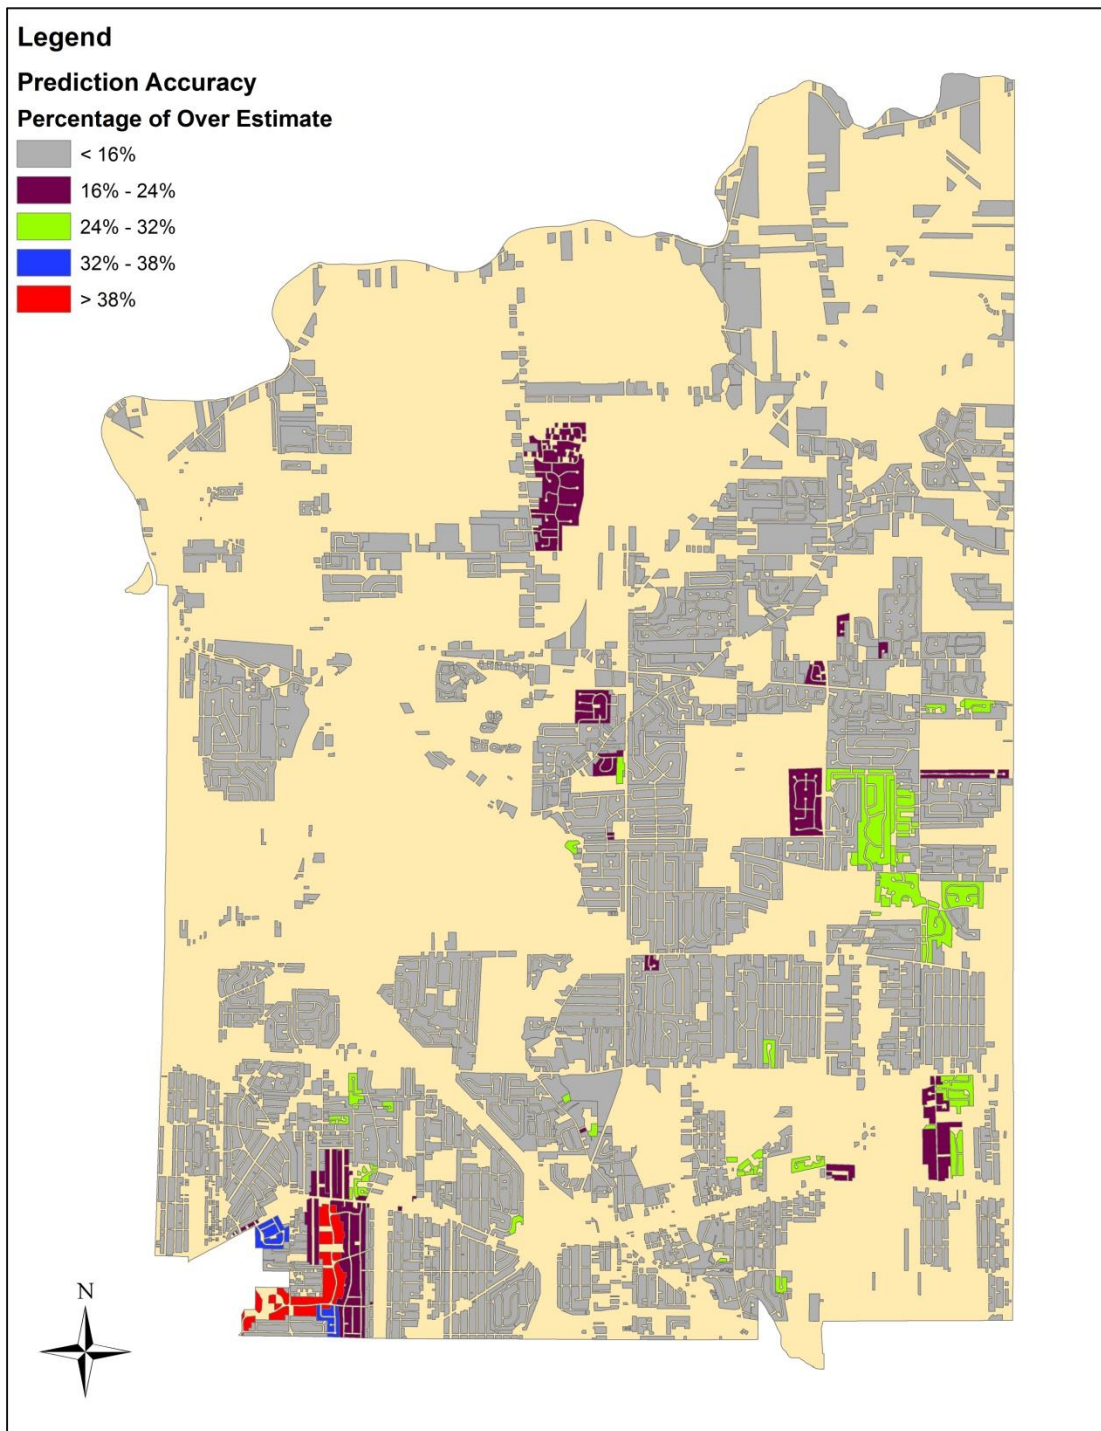 Legend
Prediction Accuracy
Percentage of Over Estimate
< 16%
16% - 24%
24% - 32%
32% - 38%
> 38%
N